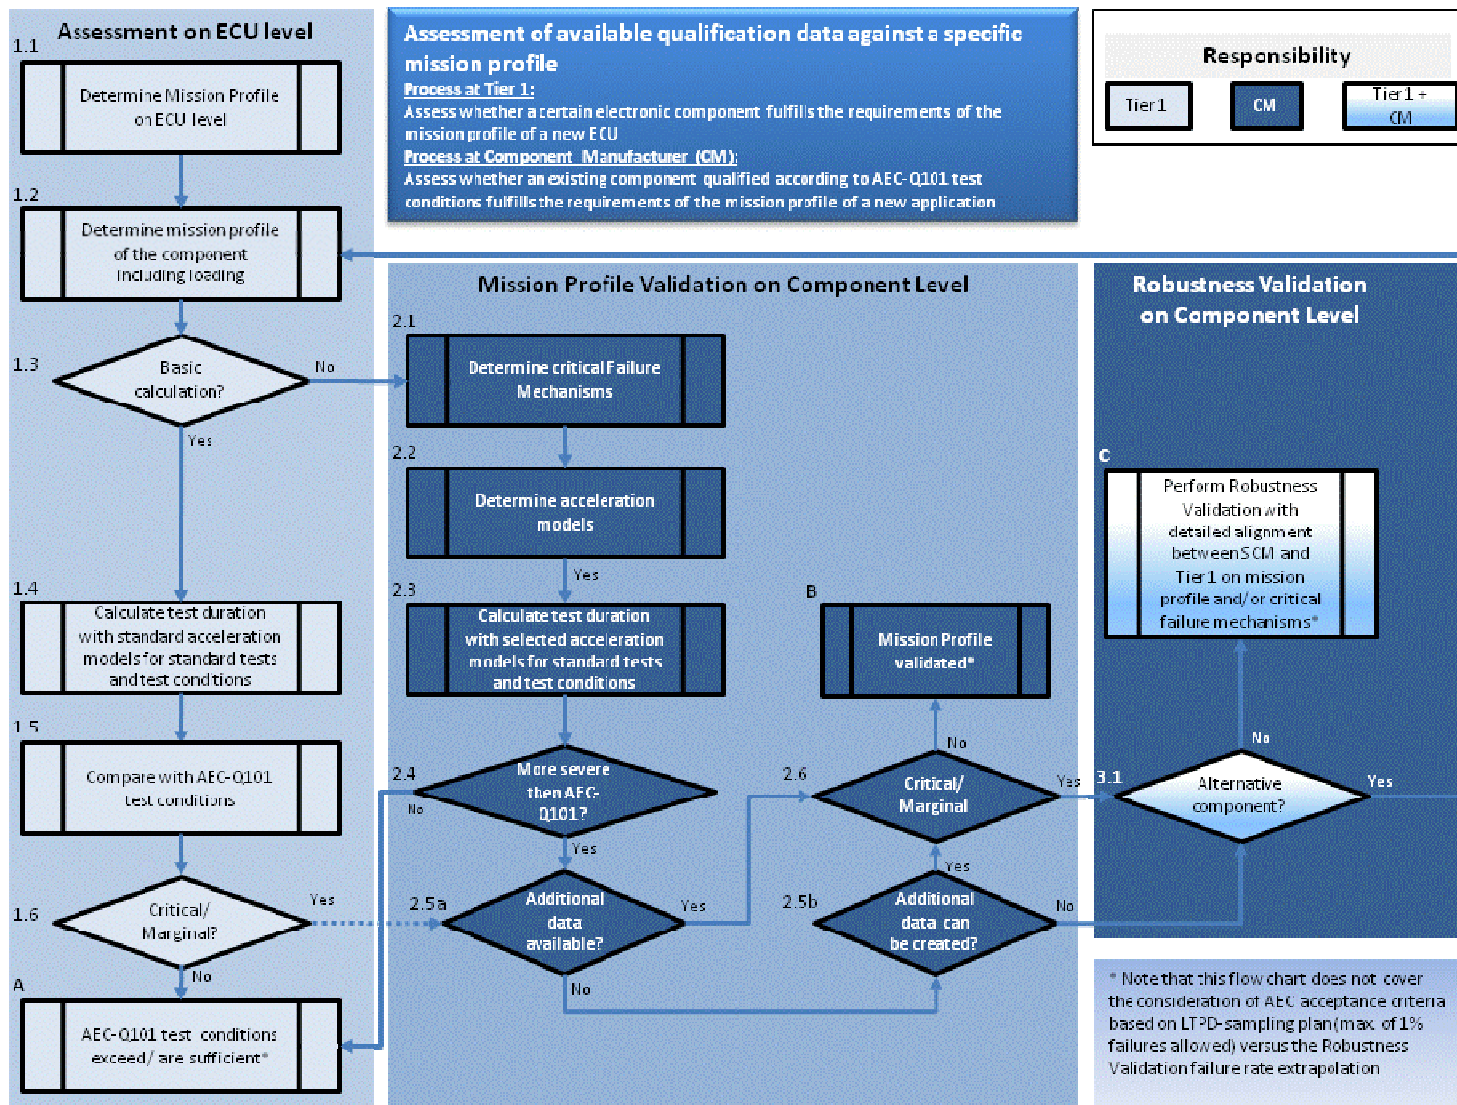 Assessment on ECU level
1.1
Determine Mission Profile
on ECU level
1.2
Determine mission profile
of the component
including loading
1.3
Basic
calculation?
No
Yes
1.4
Calculate test duration
with standard acceleration
models for standard tests
and test conditions
1.5
Compare with AEC-Q101
test conditions
1.6
Critical/
Marginal?
Yes
No
A
AEC-Q101 test conditions
exceed/ are sufficient*
Assessment of available qualification data against a specific
mission profile
Process at Tier 1:
Assess whether a certain electronic component fulfills the requirements of the
mission profile of a new ECU
Process at Component Manufacturer (CM):
Assess whether an existing component qualified according to AEC-Q101 test
conditions fulfills the requirements of the mission profile of a new application
Responsibility
Tier 1
CM
Tier 1 +
CM
Mission Profile Validation on Component Level
2.1
Determine critical Failure
Mechanisms
2.2
Determine acceleration
models
Yes
2.3
Calculate test duration
with selected acceleration
models for standard tests
and test conditions
2.4
More severe
then AEC-
Q101?
No
Yes
2.5a
Additional
data
available?
Yes
No
B
Mission Profile
validated*
No
2.6
Critical/
Marginal
Yes
Yes
2.5b
Additional
data can
be created?
No
Robustness Validation
on Component Level
C
Perform Robustness
Validation with
detailed alignment
between SCM and
Tier 1 on mission
profile and/or critical
failure mechanisms*
No
3.1
Alternative
component?
Yes
* Note that this flow chart does not cover
the consideration of AEC acceptance criteria
based on LTPD-sampling plan (max. of 1%
failures allowed) versus the Robustness
Validation failure rate extrapolation